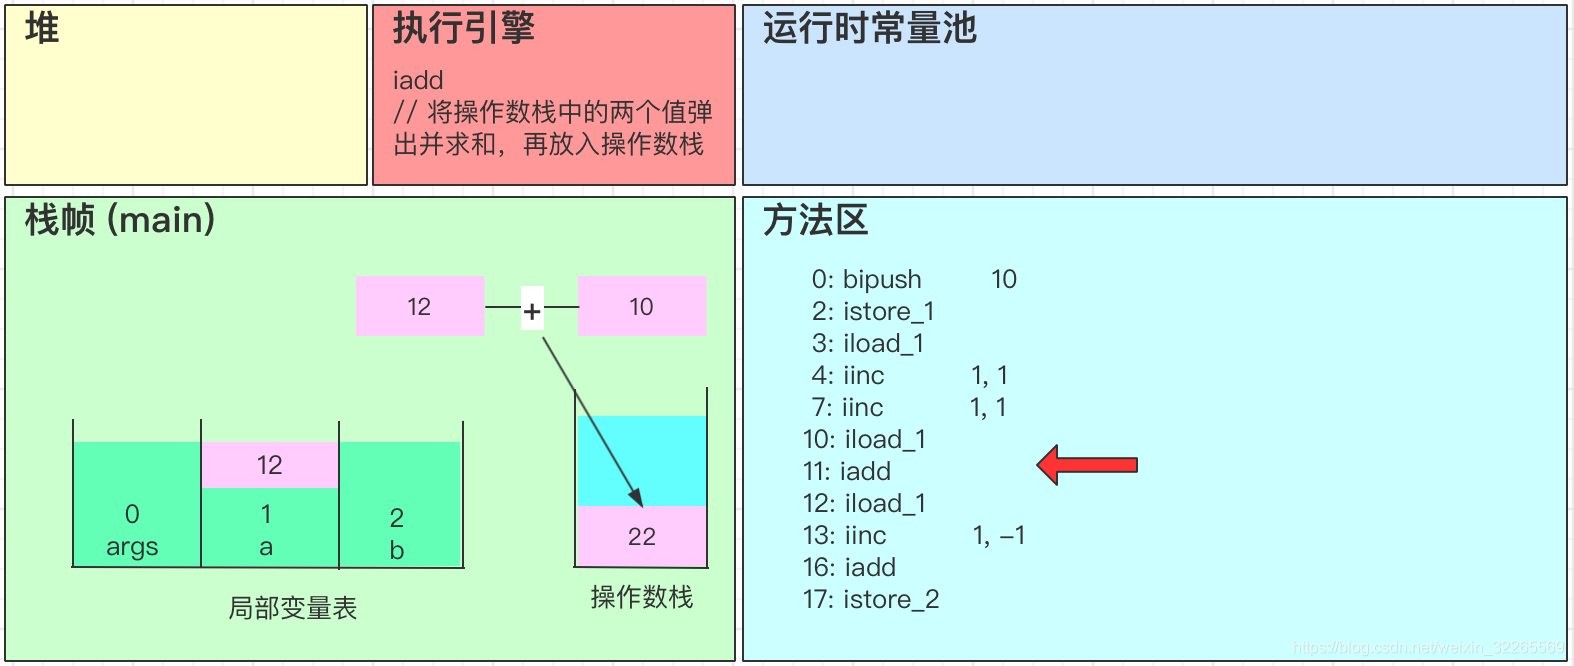 堆
执行引擎
iadd
// 将操作数栈中的两个值弹
出并求和，再放入操作数栈
运行时常量池
栈帧 (main)
12
+
10
12
0
args
1
a
2
b
22
局部变量表
操作数栈
方法区
0: bipush 10
2: istore_1
3: iload_1
4: iinc 1, 1
7: iinc 1, 1
10: iload_1
11: iadd
12: iload_1
13: iinc 1, -1
16: iadd
17: istore_2
https://blog.csdn.net/weixin_32265569